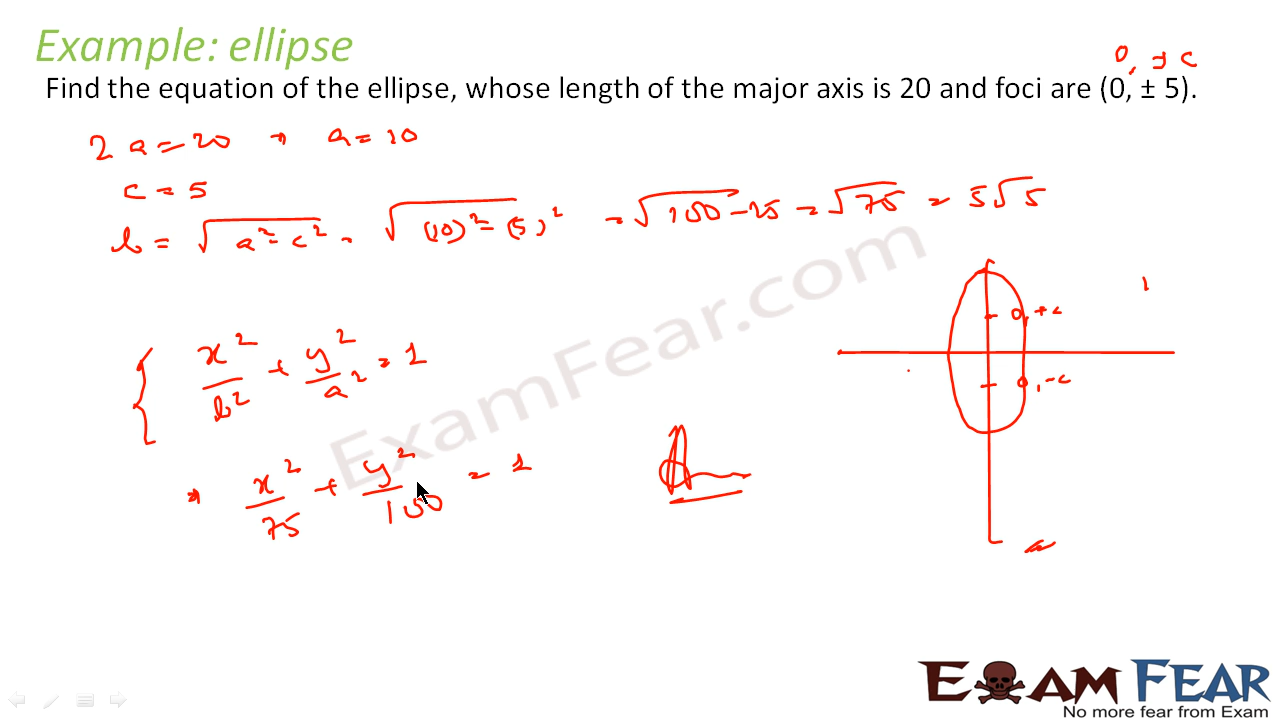 Example: ellipse
0, ± c
Find the equation of the ellipse, whose length of the major axis is 20 and foci are (0, ± 5).
2a = 20 ⇒ a = 10
c = 5
b = √a² - c² = √(10)² - (5)² = √100 - 25 = √75 = 5√5
x²/b² + y²/a² = 1
0, +c
0, -c
⇒ x²/75 + y²/100 = 1
ExamFear.com
EXAM FEAR
No more fear from Exam